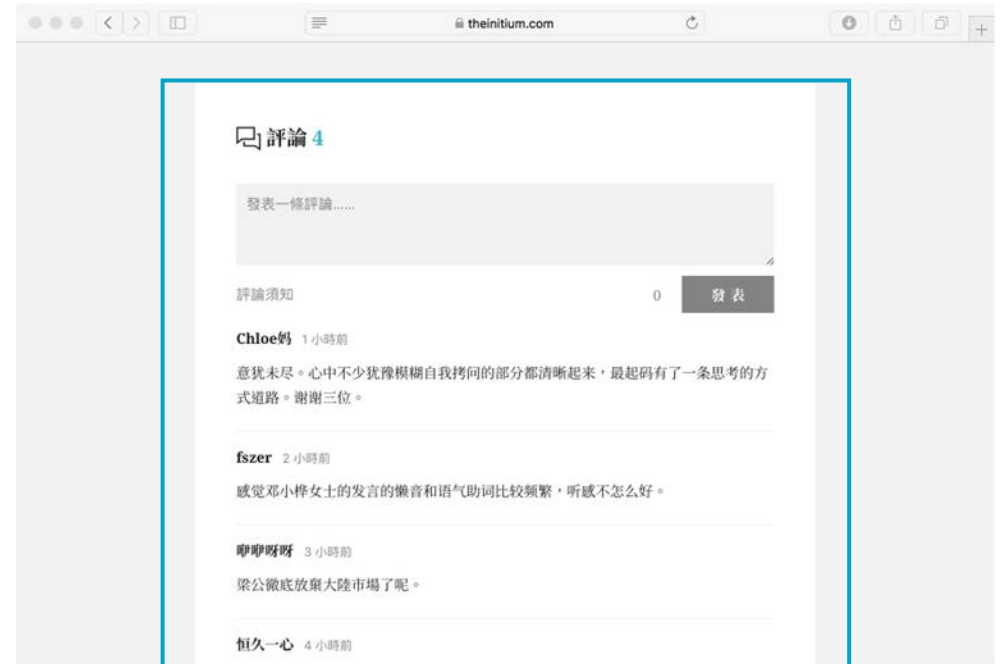 theinitium.com
評論 4
發表一條評論......
評論須知
0
發表
Chloe妈 1 小時前
意犹未尽。心中不少犹豫模糊自我拷问的部分都清晰起来，最起码有了一条思考的方
式道路。谢谢三位。
fszer 2 小時前
感觉邓小桦女士的发言的懒音和语气助词比较频繁，听感不怎么好。
咿咿呀呀 3 小時前
梁公徹底放棄大陸市場了呢。
恒久一心 4 小時前